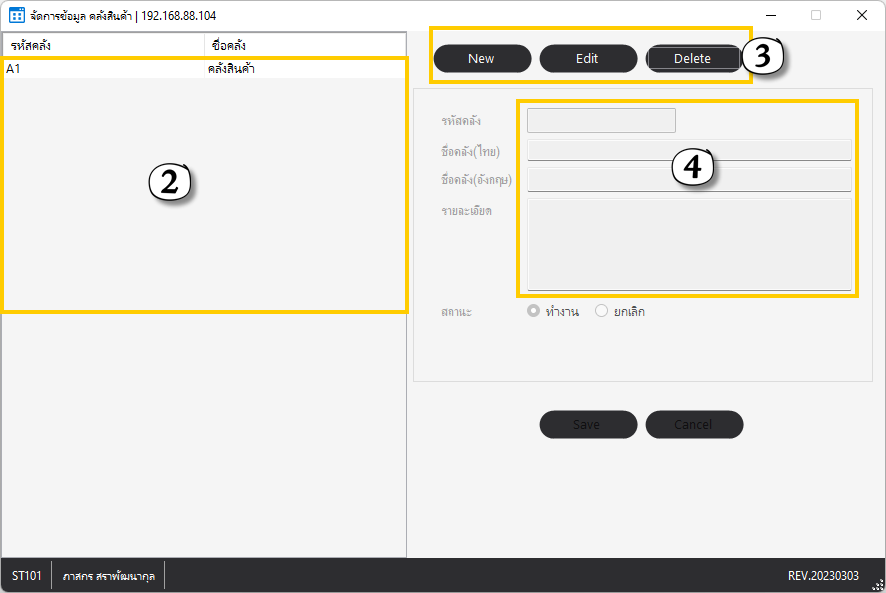 จัดการข้อมูล คลังสินค้า | 192.168.88.104
รหัสคลัง ชื่อคลัง
A1 คลังสินค้า
2
New Edit Delete
3
รหัสคลัง
ชื่อคลัง(ไทย)
4
ชื่อคลัง(อังกฤษ)
รายละเอียด
สถานะ ทำงาน ยกเลิก
Save Cancel
ST101 ภาสกร สราพัฒนากุล REV.20230303